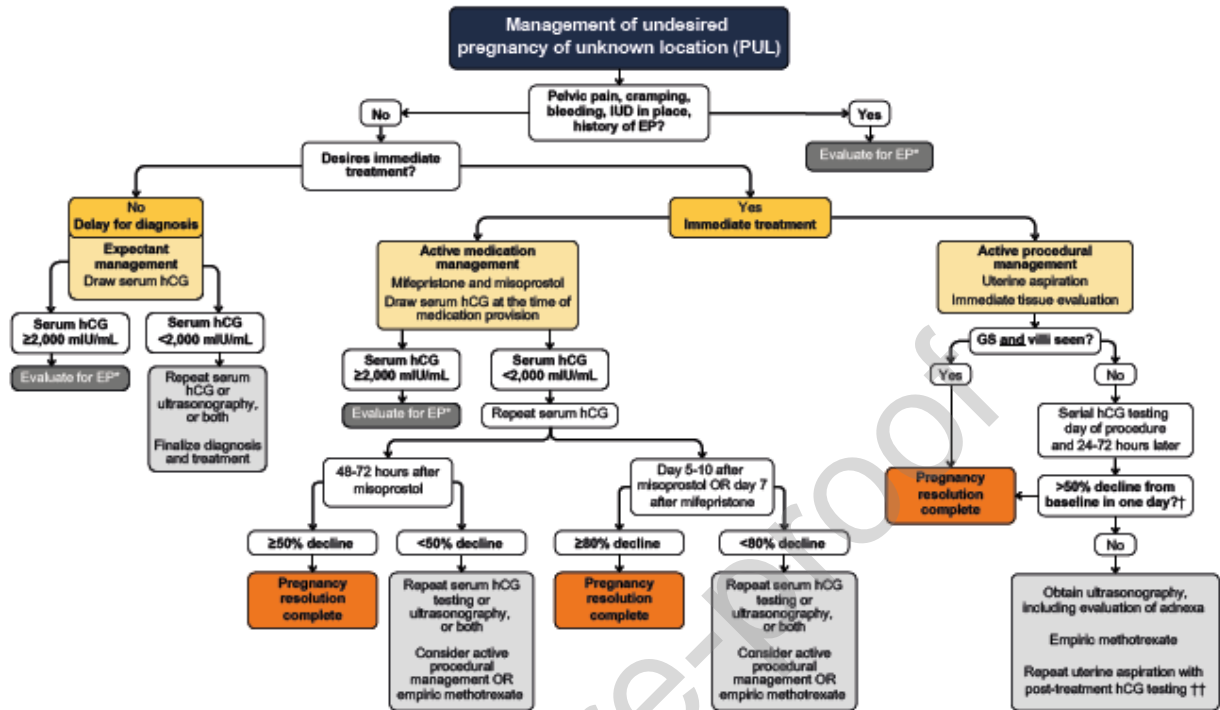 Management of undesired
pregnancy of unknown location (PUL)
Pelvic pain, cramping,
bleeding, IUD in place,
history of EP?
No
Yes
Evaluate for EP*
Desires immediate
treatment?
No
Delay for diagnosis
Expectant
management
Draw serum hCG
Serum hCG
≥2,000 mIU/mL
Evaluate for EP*
Serum hCG
<2,000 mIU/mL
Repeat serum
hCG or
ultrasonography,
or both
Finalize diagnosis
and treatment
Yes
Immediate treatment
Active medication
management
Mifepristone and misoprostol
Draw serum hCG at the time of
medication provision
Serum hCG
≥2,000 mIU/mL
Evaluate for EP*
Serum hCG
<2,000 mIU/mL
Repeat serum hCG
48-72 hours after
misoprostol
≥50% decline
Pregnancy
resolution
complete
<50% decline
Repeat serum hCG
testing or
ultrasonography,
or both
Consider active
procedural
management OR
empiric methotrexate
Day 5-10 after
misoprostol OR day 7
after mifepristone
≥80% decline
Pregnancy
resolution
complete
<80% decline
Repeat serum hCG
testing or
ultrasonography,
or both
Consider active
procedural
management OR
empiric methotrexate
Active procedural
management
Uterine aspiration
Immediate tissue evaluation
GS and villi seen?
Yes
Pregnancy
resolution
complete
No
Serial hCG testing
day of procedure
and 24-72 hours later
>50% decline from
baseline in one day?†
No
Obtain ultrasonography,
including evaluation of adnexa
Empiric methotrexate
Repeat uterine aspiration with
post-treatment hCG testing ††
re-proof